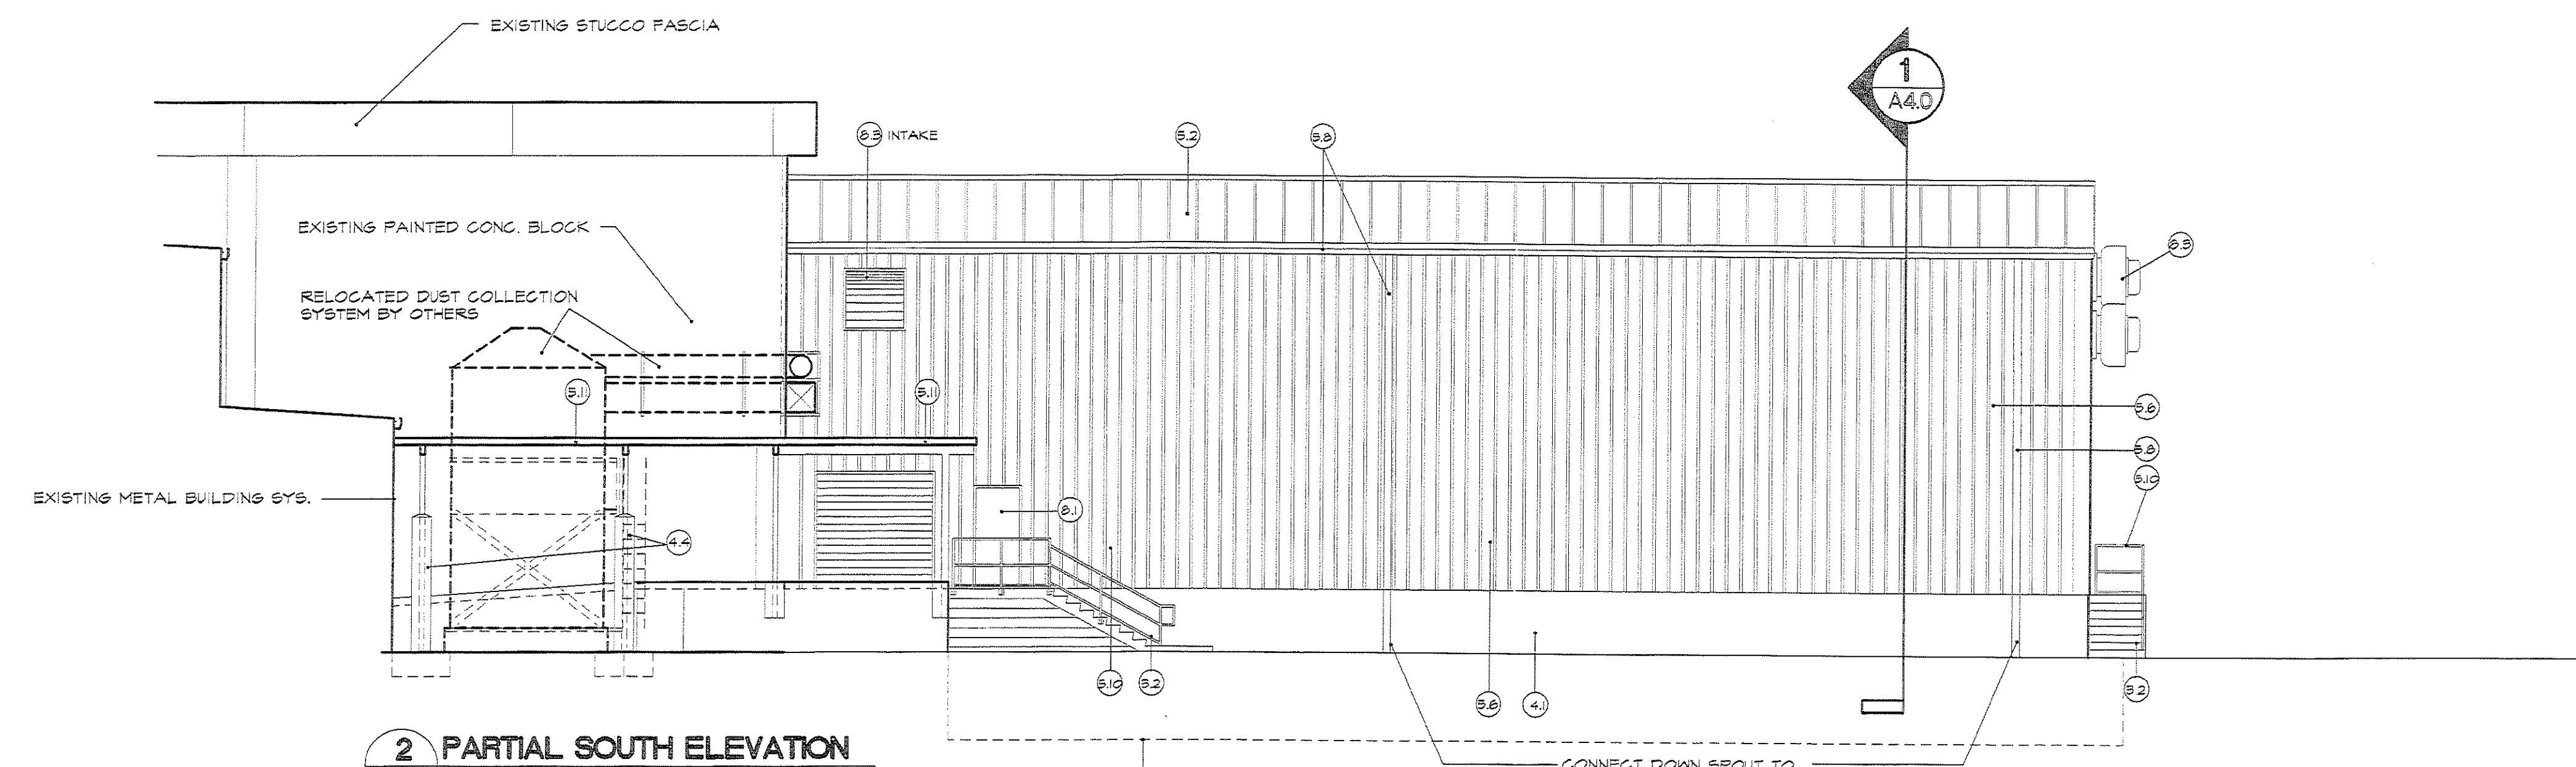 EXISTING STUCCO FASCIA
1
A4.0
8.3 INTAKE
5.2
5.8
EXISTING PAINTED CONC. BLOCK
8.3
RELOCATED DUST COLLECTION
SYSTEM BY OTHERS
5.11
5.11
5.6
5.8
5.10
EXISTING METAL BUILDING SYS.
8.1
4.4
5.10
3.2
5.6
4.1
3.2
2 PARTIAL SOUTH ELEVATION
CONNECT DOWN SPOUT TO